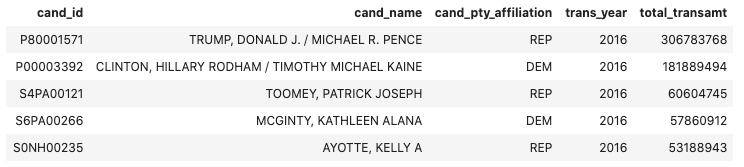 cand_id cand_name cand_pty_affiliation trans_year total_transamt
P80001571 TRUMP, DONALD J. / MICHAEL R. PENCE REP 2016 306783768
P00003392 CLINTON, HILLARY RODHAM / TIMOTHY MICHAEL KAINE DEM 2016 181889494
S4PA00121 TOOMEY, PATRICK JOSEPH REP 2016 60604745
S6PA00266 MCGINTY, KATHLEEN ALANA DEM 2016 57860912
S0NH00235 AYOTTE, KELLY A REP 2016 53188943